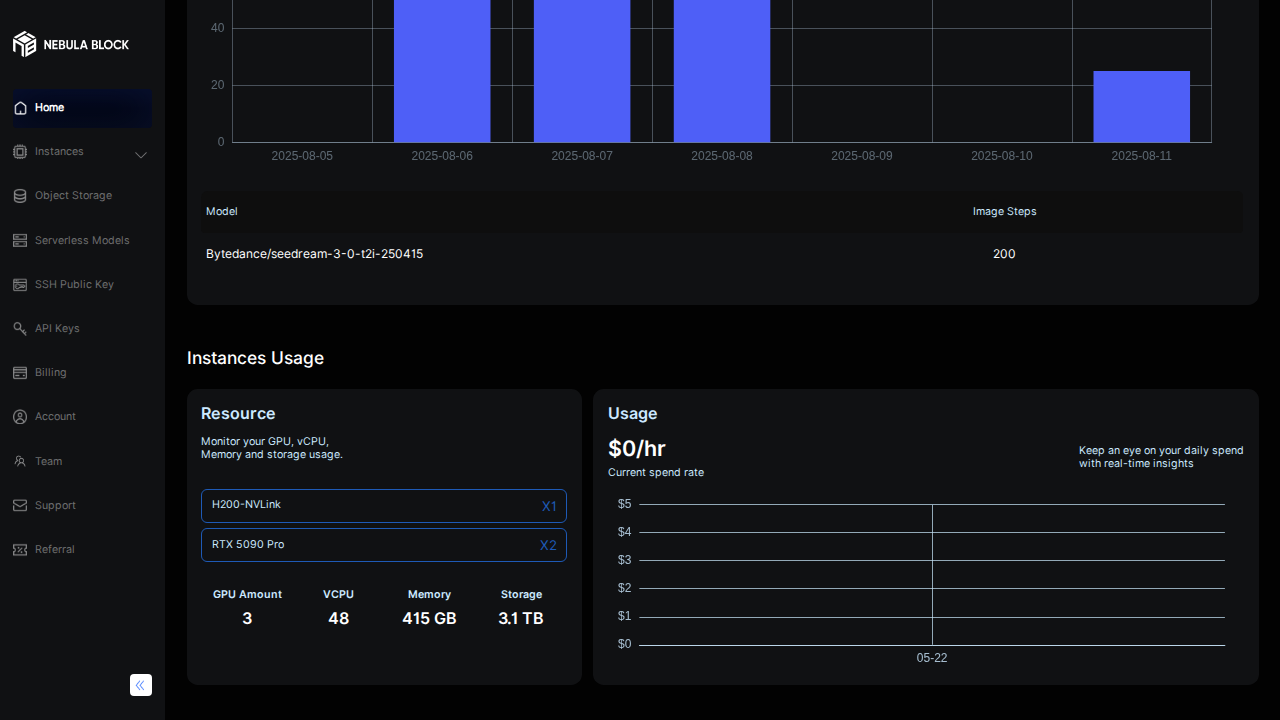 NEBULA BLOCK
Home
Instances
Object Storage
Serverless Models
SSH Public Key
API Keys
Billing
Account
Team
Support
Referral
40
20
0
2025-08-05 2025-08-06 2025-08-07 2025-08-08 2025-08-09 2025-08-10 2025-08-11
Model Image Steps
Bytedance/seedream-3-0-t2i-250415 200
Instances Usage
Resource
Monitor your GPU, vCPU,
Memory and storage usage.
H200-NVLink X1
RTX 5090 Pro X2
GPU Amount VCPU Memory Storage
3 48 415 GB 3.1 TB
Usage
$0/hr
Current spend rate
Keep an eye on your daily spend
with real-time insights
$5
$4
$3
$2
$1
$0
05-22